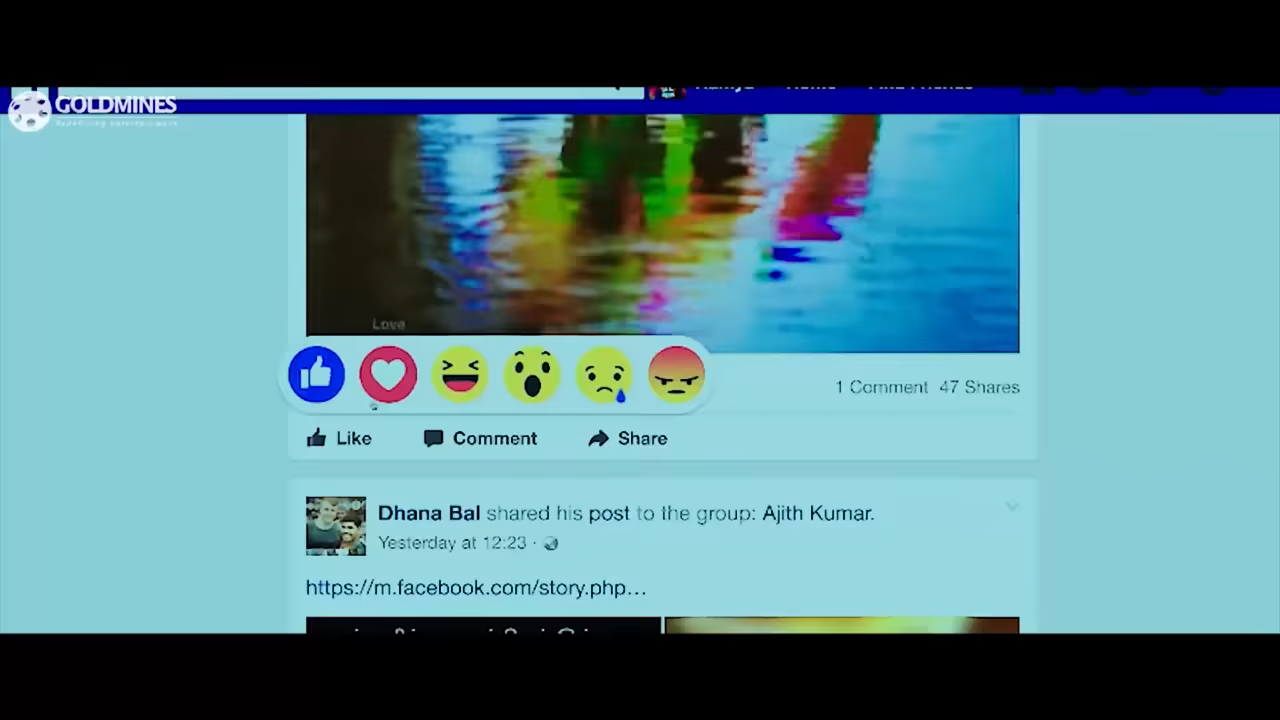 GOLDMINES
Love
1 Comment 47 Shares
Like Comment Share
Dhana Bal shared his post to the group: Ajith Kumar.
Yesterday at 12:23 ·
https://m.facebook.com/story.php...